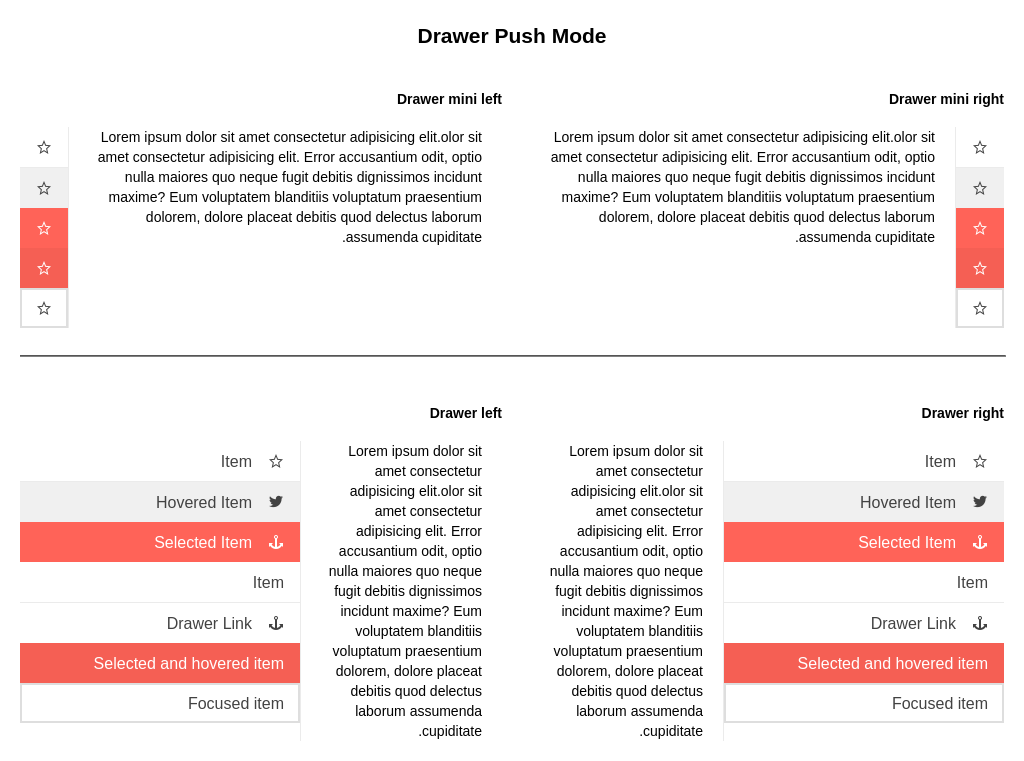 Drawer Push Mode
Drawer mini left
Lorem ipsum dolor sit amet consectetur adipisicing elit.olor sit
amet consectetur adipisicing elit. Error accusantium odit, optio
nulla maiores quo neque fugit debitis dignissimos incidunt
maxime? Eum voluptatem blanditiis voluptatum praesentium
dolorem, dolore placeat debitis quod delectus laborum
.assumenda cupiditate
Drawer mini right
Lorem ipsum dolor sit amet consectetur adipisicing elit.olor sit
amet consectetur adipisicing elit. Error accusantium odit, optio
nulla maiores quo neque fugit debitis dignissimos incidunt
maxime? Eum voluptatem blanditiis voluptatum praesentium
dolorem, dolore placeat debitis quod delectus laborum
.assumenda cupiditate
Drawer left
Item
Hovered Item
Selected Item
Item
Drawer Link
Selected and hovered item
Focused item
Lorem ipsum dolor sit
amet consectetur
adipisicing elit.olor sit
amet consectetur
adipisicing elit. Error
accusantium odit, optio
nulla maiores quo neque
fugit debitis dignissimos
incidunt maxime? Eum
voluptatem blanditiis
voluptatum praesentium
dolorem, dolore placeat
debitis quod delectus
laborum assumenda
.cupiditate
Drawer right
Lorem ipsum dolor sit
amet consectetur
adipisicing elit.olor sit
amet consectetur
adipisicing elit. Error
accusantium odit, optio
nulla maiores quo neque
fugit debitis dignissimos
incidunt maxime? Eum
voluptatem blanditiis
voluptatum praesentium
dolorem, dolore placeat
debitis quod delectus
laborum assumenda
.cupiditate
Item
Hovered Item
Selected Item
Item
Drawer Link
Selected and hovered item
Focused item